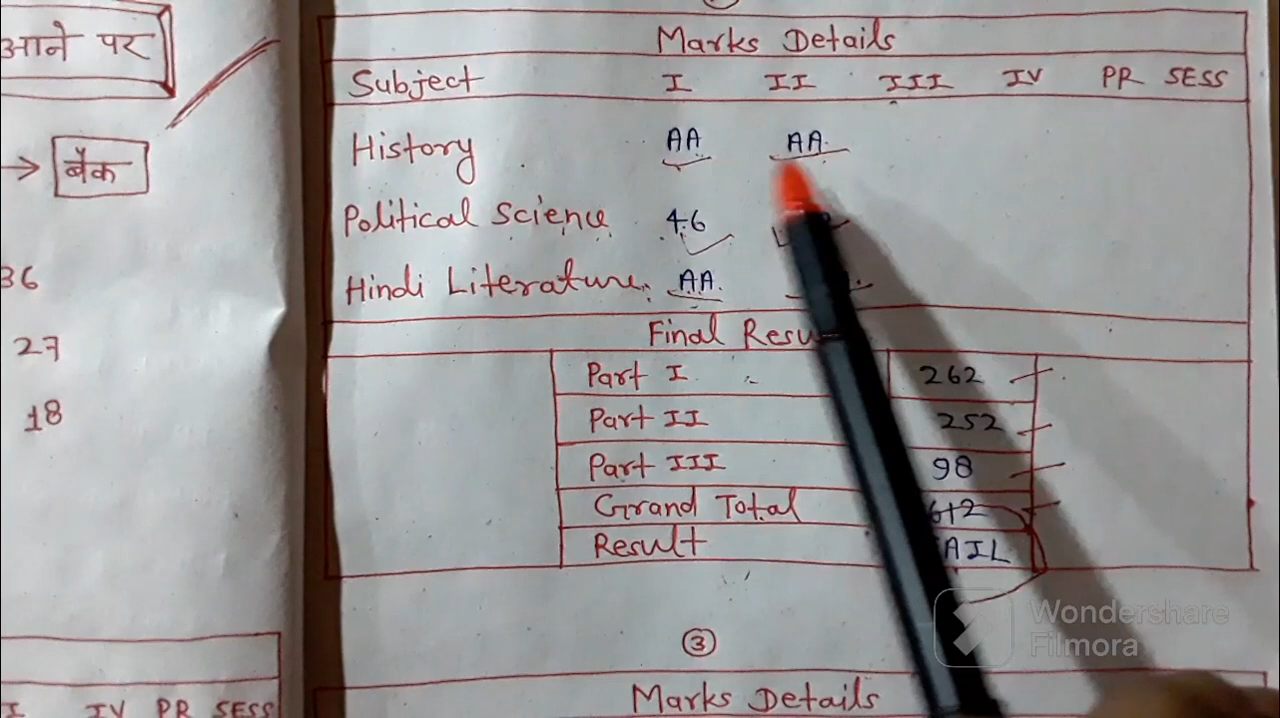 आने पर
→ बैंक
36
27
18
I IV PR SESS
Marks Details
Subject I II III IV PR SESS
History AA AA
Political Science 46
Hindi Literature AA
Final
Part I 262
Part II 252
Part III 98
Grand Total 612
Result
③
Marks Details
Wondershare
Filmora